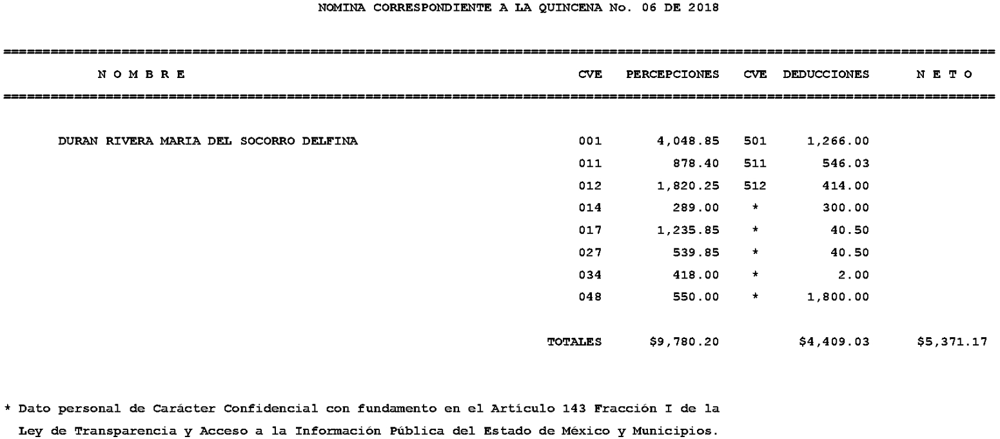 NOMINA CORRESPONDIENTE A LA QUINCENA No. 06 DE 2018
N O M B R E CVE PERCEPCIONES CVE DEDUCCIONES N E T O
DURAN RIVERA MARIA DEL SOCORRO DELFINA 001 4,048.85 501 1,266.00
011 878.40 511 546.03
012 1,820.25 512 414.00
014 289.00 * 300.00
017 1,235.85 * 40.50
027 539.85 * 40.50
034 418.00 * 2.00
048 550.00 * 1,800.00
TOTALES $9,780.20 $4,409.03 $5,371.17
* Dato personal de Carácter Confidencial con fundamento en el Artículo 143 Fracción I de la
Ley de Transparencia y Acceso a la Información Pública del Estado de México y Municipios.